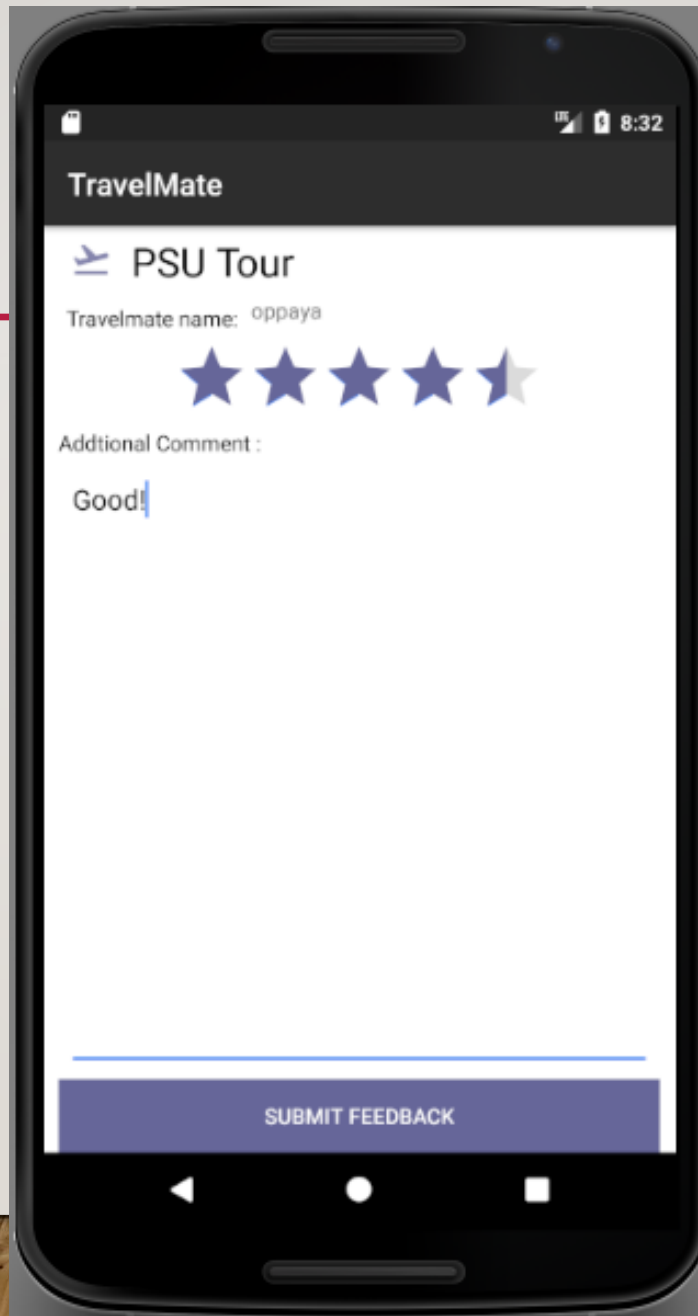 8:32
TravelMate
PSU Tour
Travelmate name: oppaya
Addtional Comment :
Good!
SUBMIT FEEDBACK